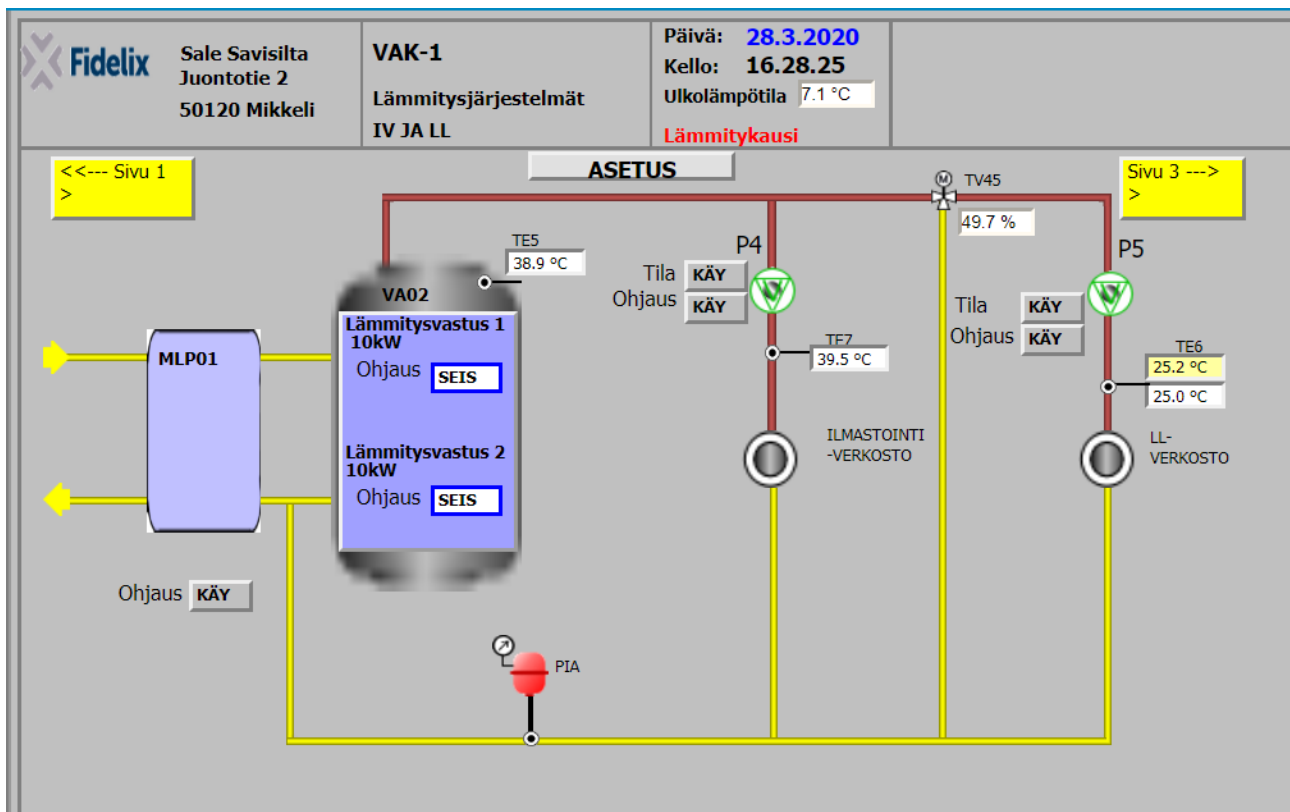 Fidelix
Sale Savisilta
Juontotie 2
50120 Mikkeli
VAK-1
Lämmitysjärjestelmät
IV JA LL
Päivä: 28.3.2020
Kello: 16.28.25
Ulkolämpötila 7.1 °C
Lämmitykausi
<<--- Sivu 1
>
ASETUS
Sivu 3 --->
>
M
TV45
49.7 %
TE5
38.9 °C
P4
Tila KÄY
Ohjaus KÄY
P5
Tila KÄY
Ohjaus KÄY
VA02
Lämmitysvastus 1
10kW
Ohjaus SEIS
Lämmitysvastus 2
10kW
Ohjaus SEIS
MLP01
TE7
39.5 °C
TE6
25.2 °C
25.0 °C
ILMASTOINTI
-VERKOSTO
LL-
VERKOSTO
Ohjaus KÄY
PIA